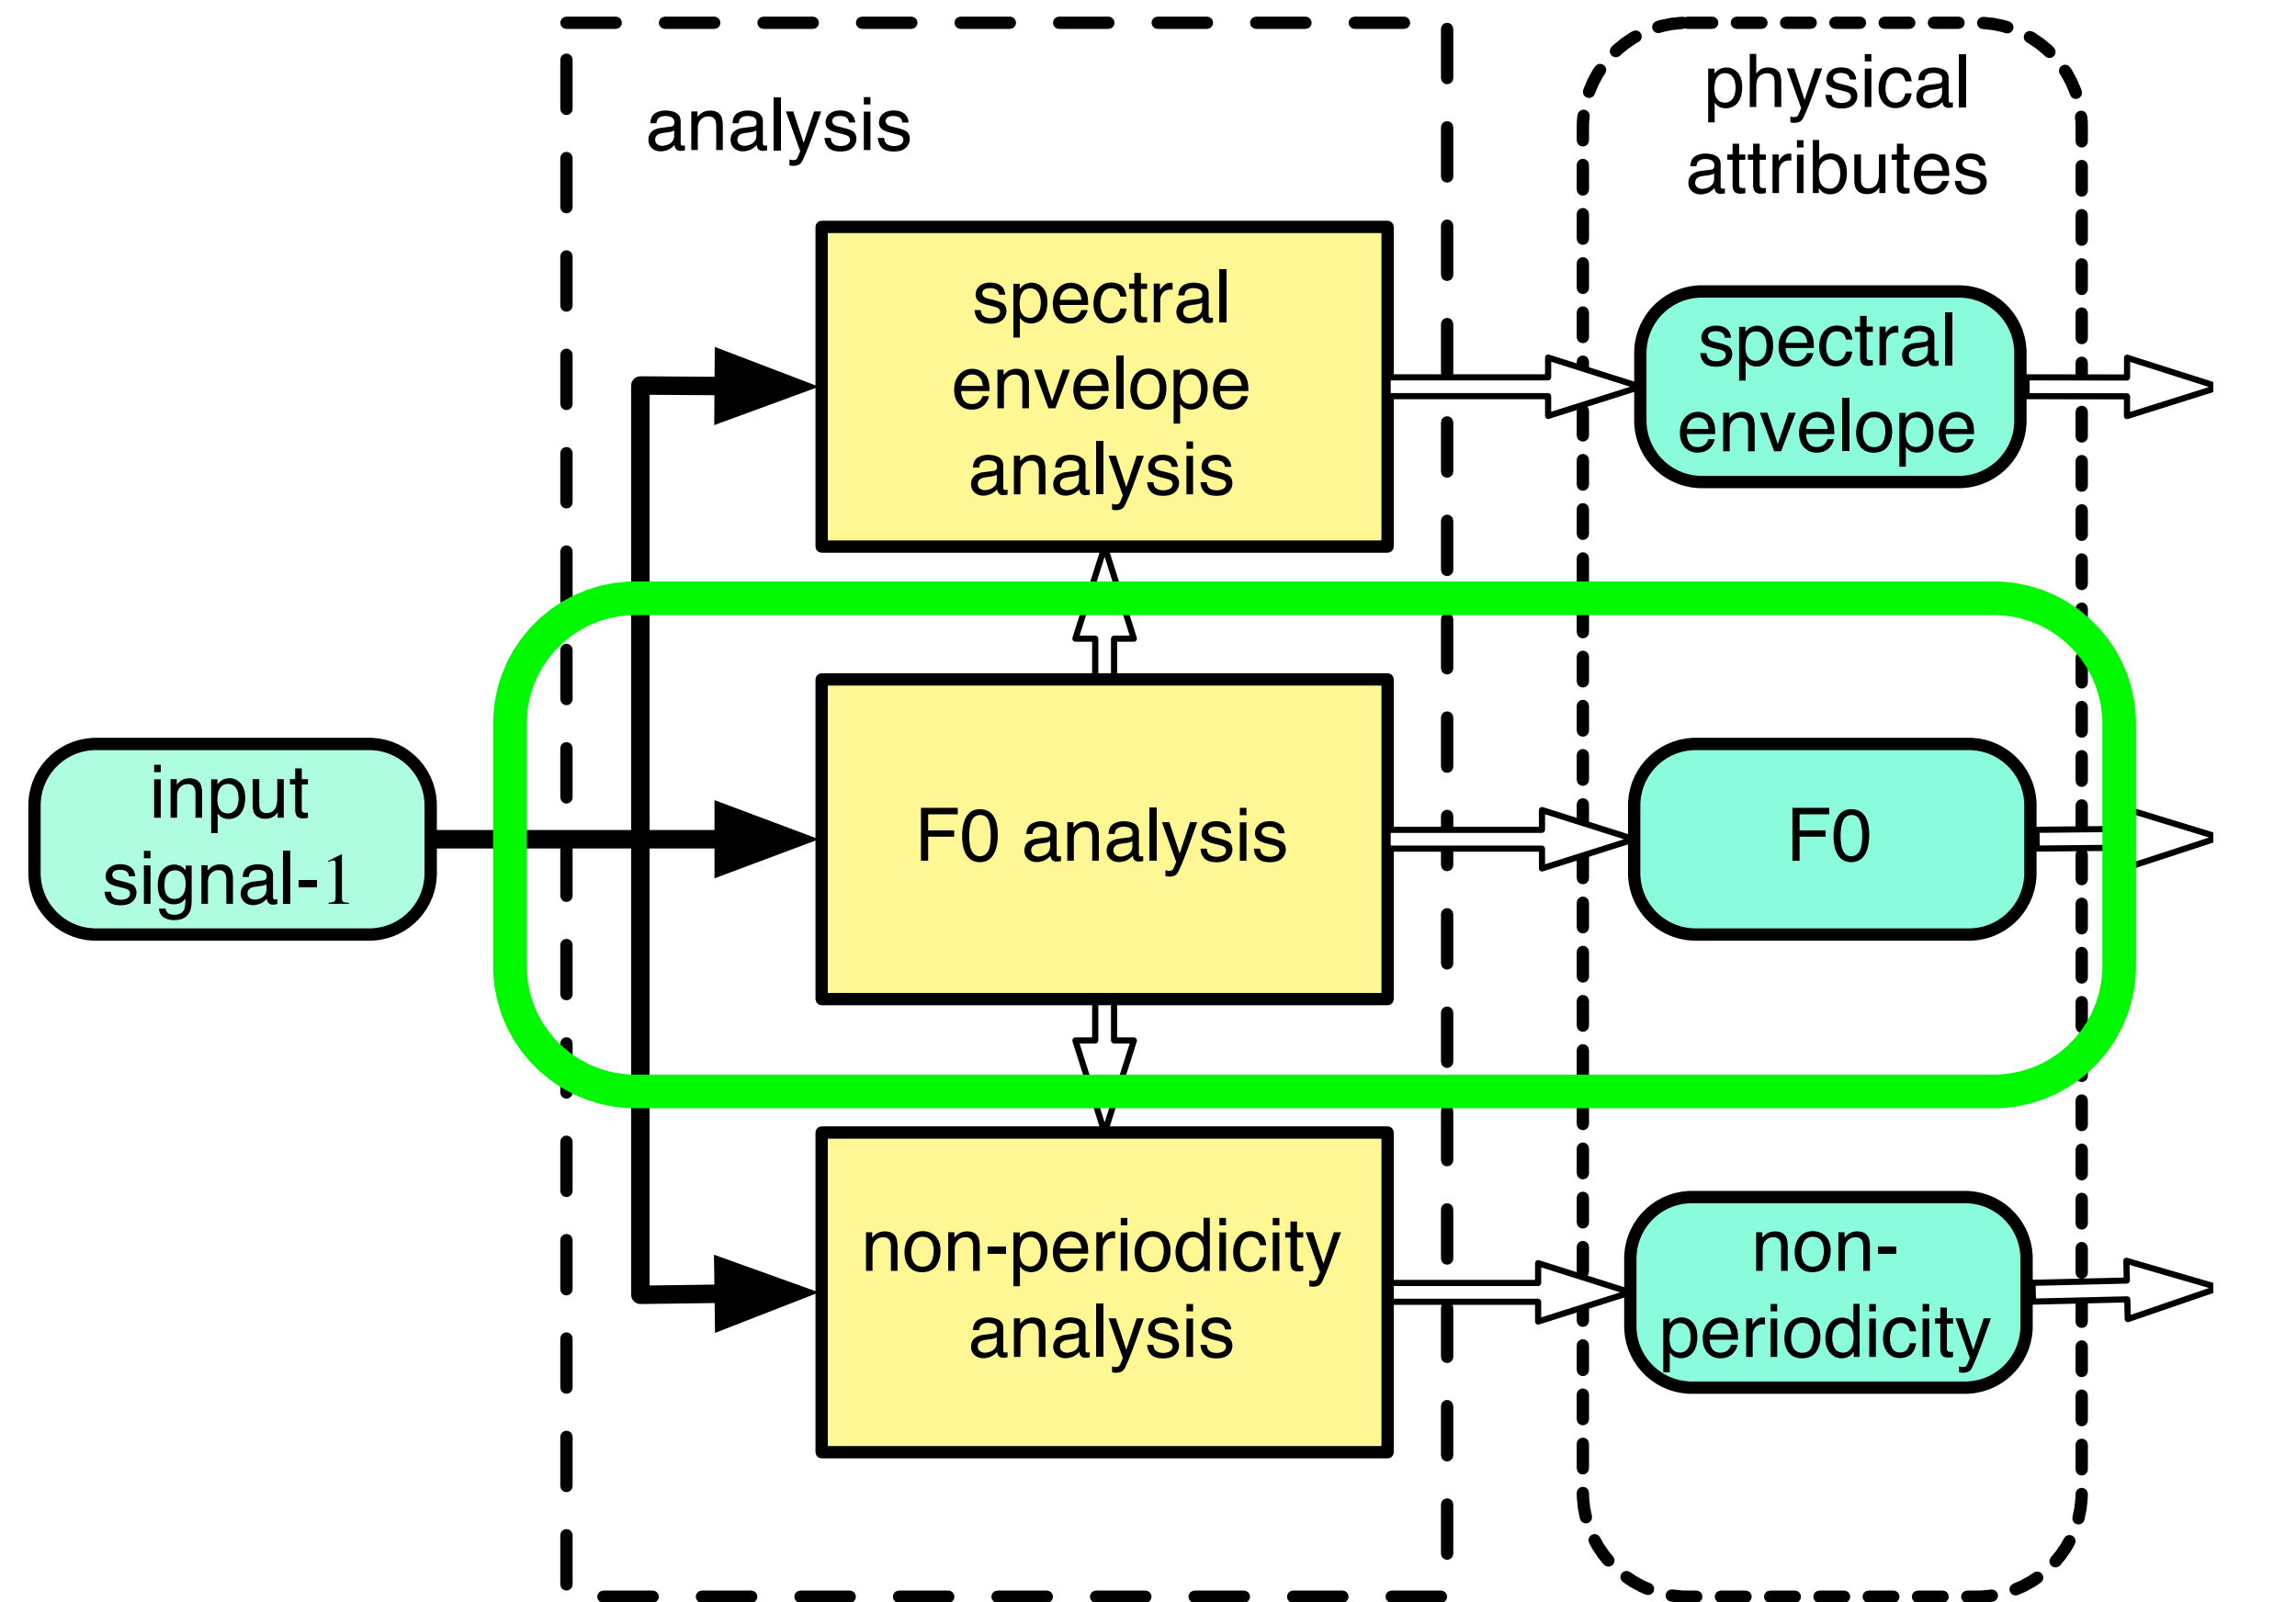 analysis
physical
attributes
spectral
envelope
analysis
spectral
envelope
input
signal-1
F0 analysis
F0
non-periodicity
analysis
non-
periodicity